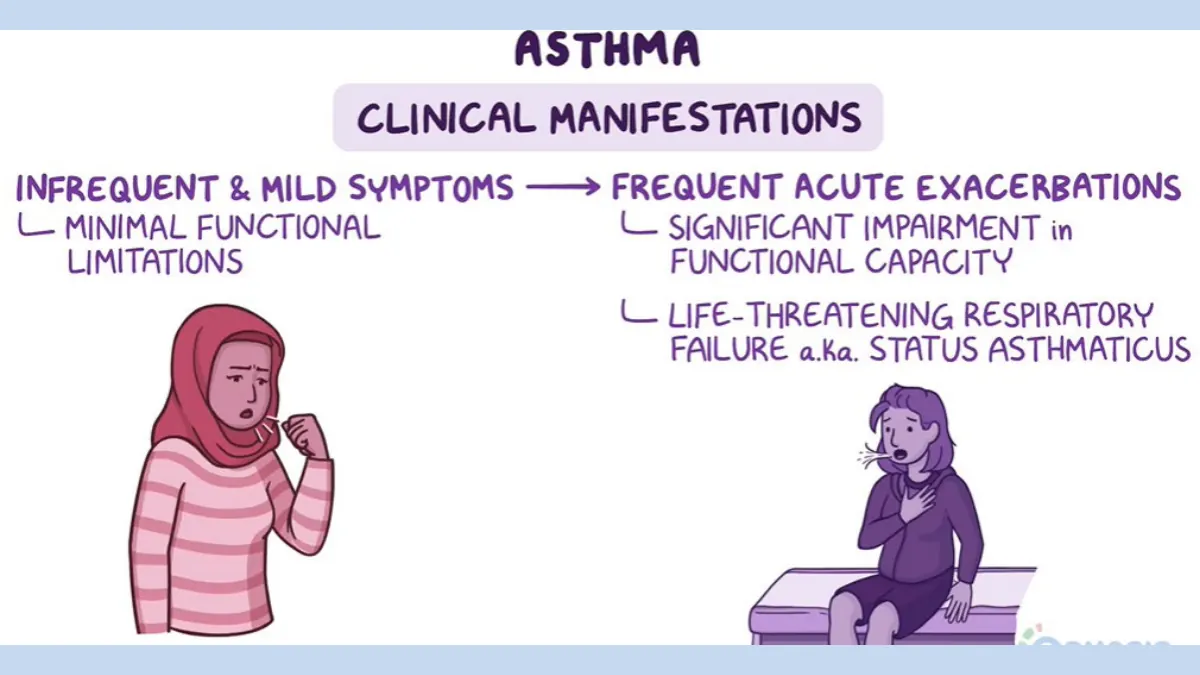 ASTHMA
CLINICAL MANIFESTATIONS
INFREQUENT & MILD SYMPTOMS → FREQUENT ACUTE EXACERBATIONS
MINIMAL FUNCTIONAL
LIMITATIONS
SIGNIFICANT IMPAIRMENT in
FUNCTIONAL CAPACITY
LIFE-THREATENING RESPIRATORY
FAILURE a.ka. STATUS ASTHMATICUS